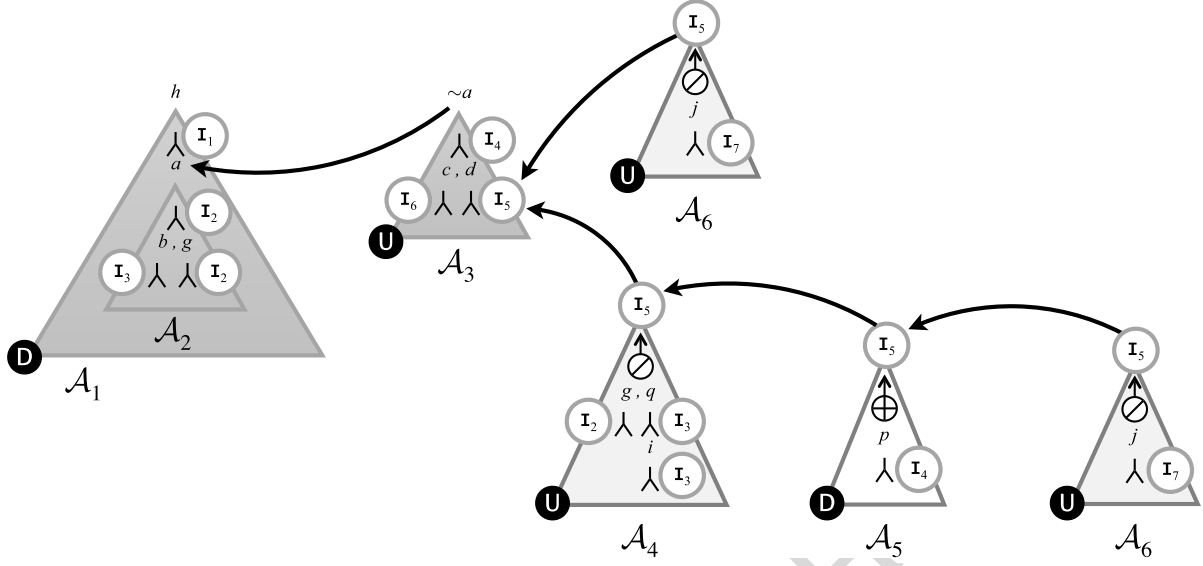 h
I₁
a
I₂
b , g
I₃ I₂
𝒜₂
D
𝒜₁
~a
I₄
c , d
I₆ I₅
U
𝒜₃
I₅
j
I₇
U
𝒜₆
I₅
g , q
I₂ I₃
i
I₃
U
𝒜₄
I₅
p
I₄
D
𝒜₅
I₅
j
I₇
U
𝒜₆